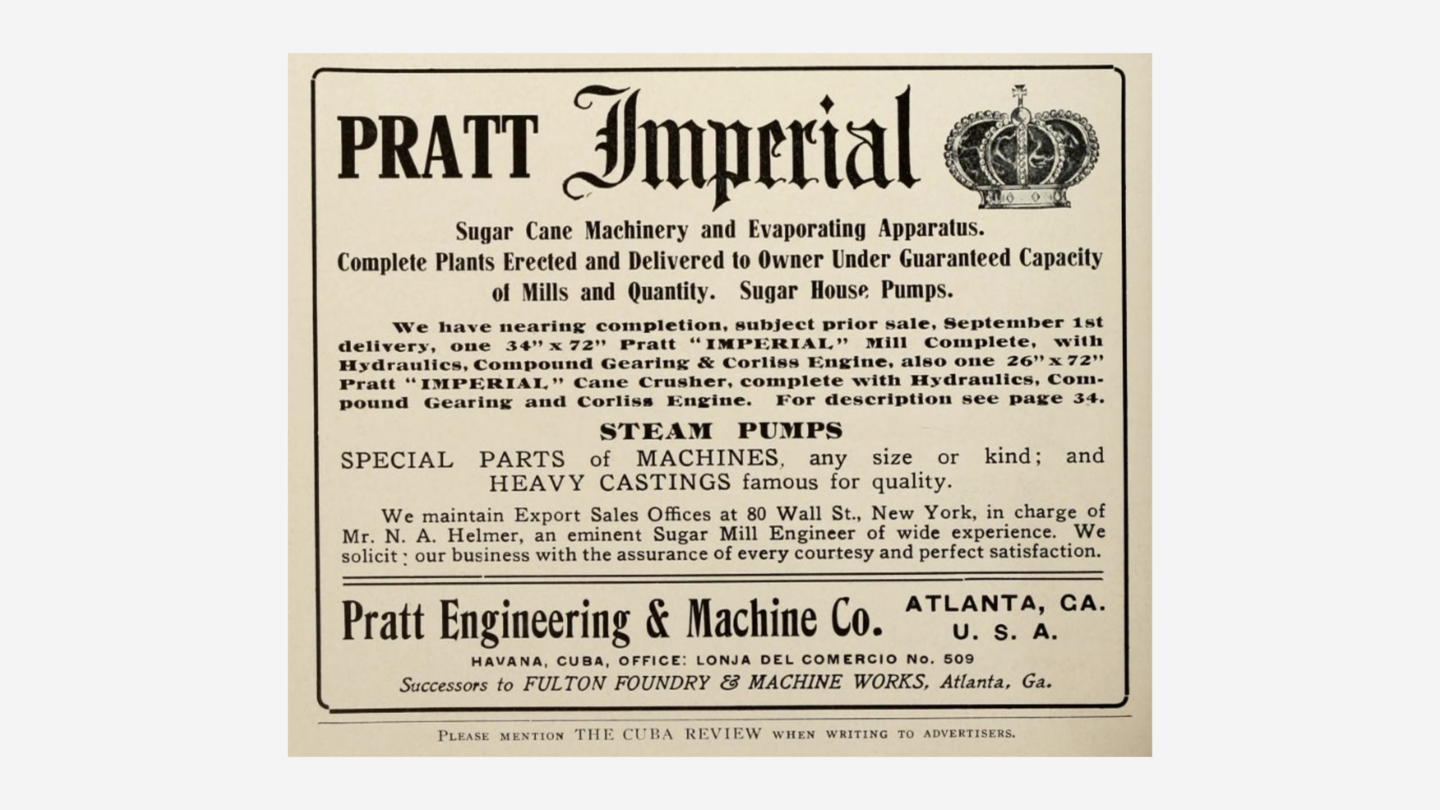 PRATT Imperial
Sugar Cane Machinery and Evaporating Apparatus.
Complete Plants Erected and Delivered to Owner Under Guaranteed Capacity
of Mills and Quantity. Sugar House Pumps.
We have nearing completion, subject prior sale, September 1st
delivery, one 34" x 72" Pratt "IMPERIAL" Mill Complete, with
Hydraulics, Compound Gearing & Corliss Engine, also one 26" x 72"
Pratt "IMPERIAL" Cane Crusher, complete with Hydraulics, Com-
pound Gearing and Corliss Engine. For description see page 34.
STEAM PUMPS
SPECIAL PARTS of MACHINES, any size or kind; and
HEAVY CASTINGS famous for quality.
We maintain Export Sales Offices at 80 Wall St., New York, in charge of
Mr. N. A. Helmer, an eminent Sugar Mill Engineer of wide experience. We
solicit : our business with the assurance of every courtesy and perfect satisfaction.
Pratt Engineering & Machine Co. ATLANTA, GA.
U. S. A.
HAVANA, CUBA, OFFICE: LONJA DEL COMERCIO No. 509
Successors to FULTON FOUNDRY & MACHINE WORKS, Atlanta, Ga.
PLEASE MENTION THE CUBA REVIEW WHEN WRITING TO ADVERTISERS.